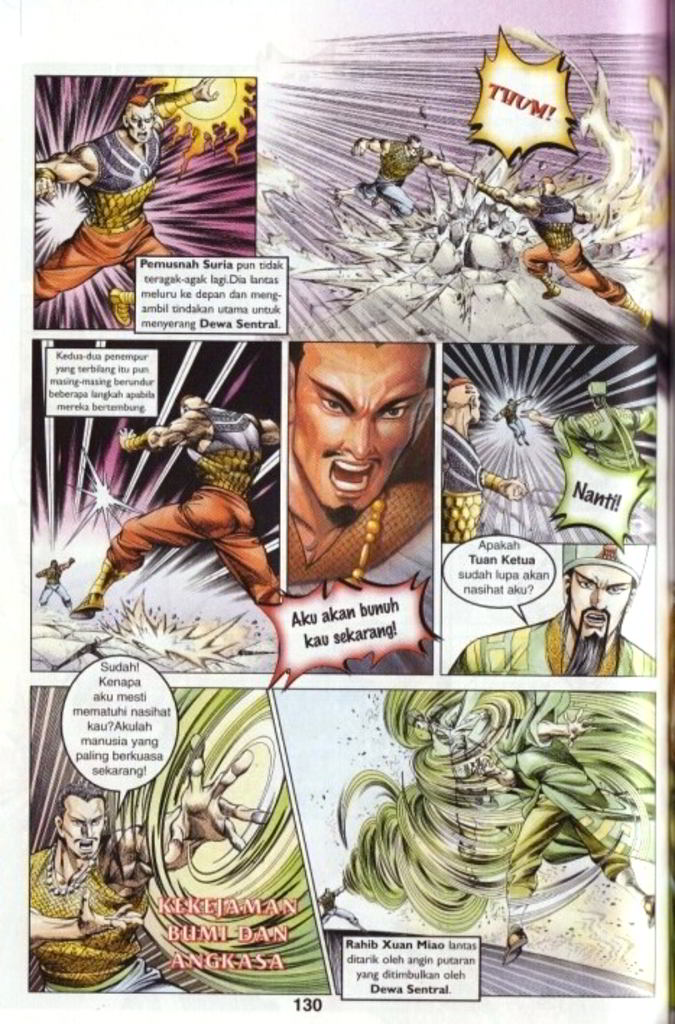 THUM!
Pemusnah Suria pun tidak
teragak-agak lagi.Dia lantas
meluru ke depan dan meng-
ambil tindakan utama untuk
menyerang Dewa Sentral.
Kedua-dua penempur
yang terbilang itu pun
masing-masing berundur
beberapa langkah apabila
mereka bertembung.
Nanti!
Aku akan bunuh
kau sekarang!
Apakah
Tuan Ketua
sudah lupa akan
nasihat aku?
Sudah!
Kenapa
aku mesti
mematuhi nasihat
kau?Akulah
manusia yang
paling berkuasa
sekarang!
KEKEJAMAN
BUMI DAN
ANGKASA
Rahib Xuan Miao lantas
ditarik oleh angin putaran
yang ditimbulkan oleh
Dewa Sentral.
130